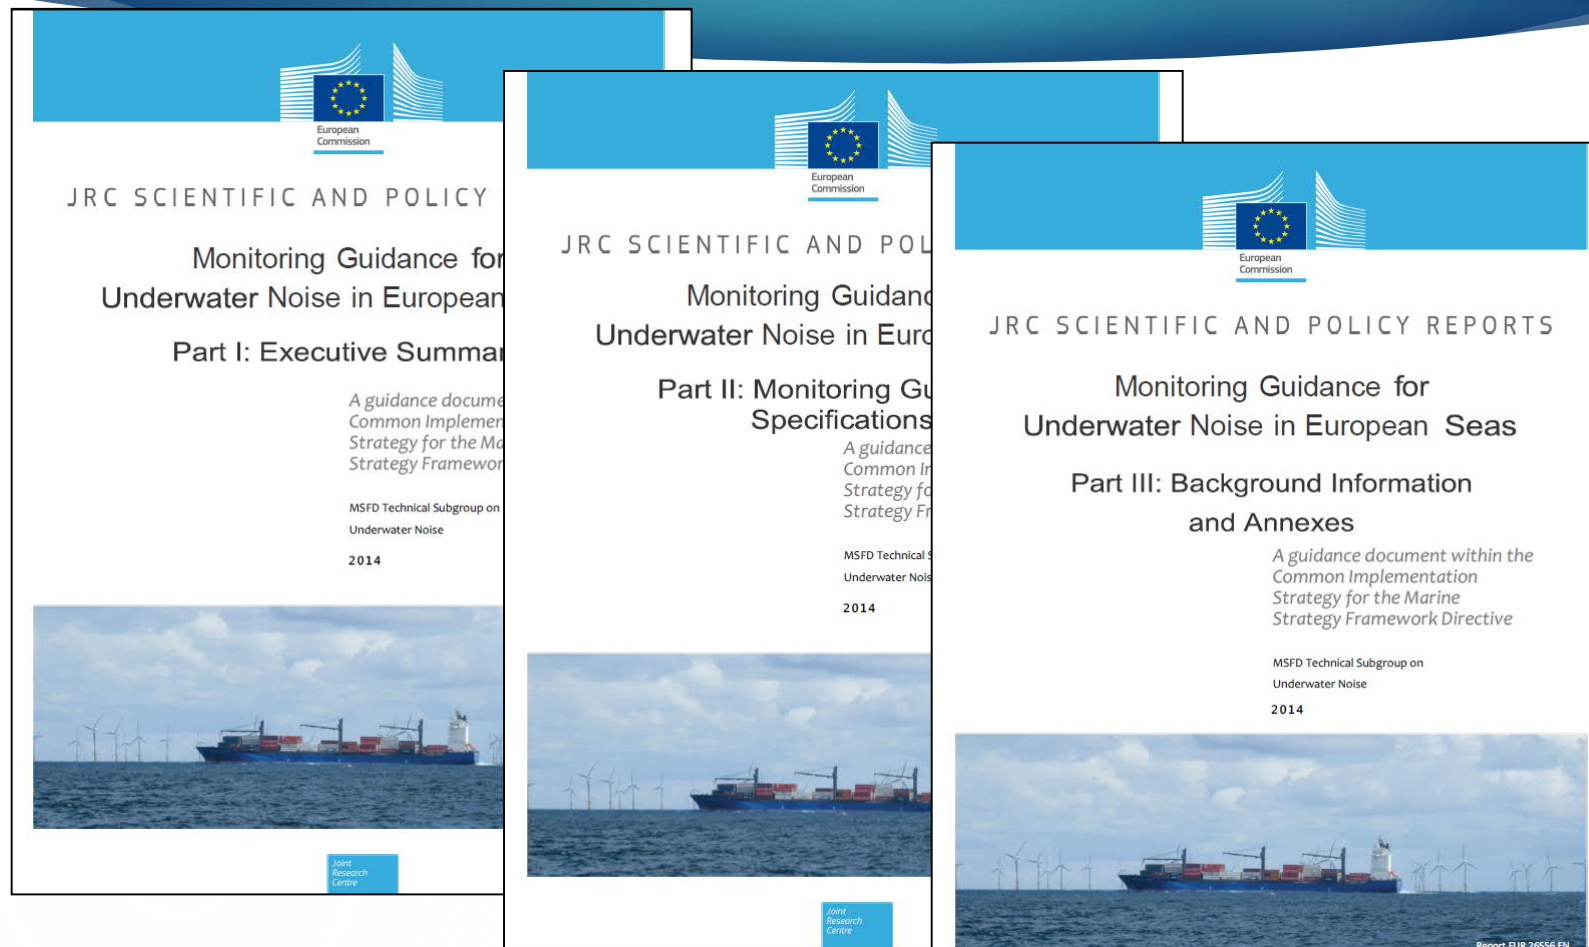 European
Commission
JRC SCIENTIFIC AND POLICY
Monitoring Guidance for
Underwater Noise in European
Part I: Executive Summar
A guidance docume
Common Implemen
Strategy for the Ma
Strategy Framewor
MSFD Technical Subgroup on
Underwater Noise
2014
Joint
Research
Centre
European
Commission
JRC SCIENTIFIC AND POL
Monitoring Guidanc
Underwater Noise in Euro
Part II: Monitoring Gu
Specifications
A guidance
Common In
Strategy fo
Strategy Fr
MSFD Technical S
Underwater Nois
2014
Joint
Research
Centre
European
Commission
JRC SCIENTIFIC AND POLICY REPORTS
Monitoring Guidance for
Underwater Noise in European Seas
Part III: Background Information
and Annexes
A guidance document within the
Common Implementation
Strategy for the Marine
Strategy Framework Directive
MSFD Technical Subgroup on
Underwater Noise
2014
Report EUR 26556 EN